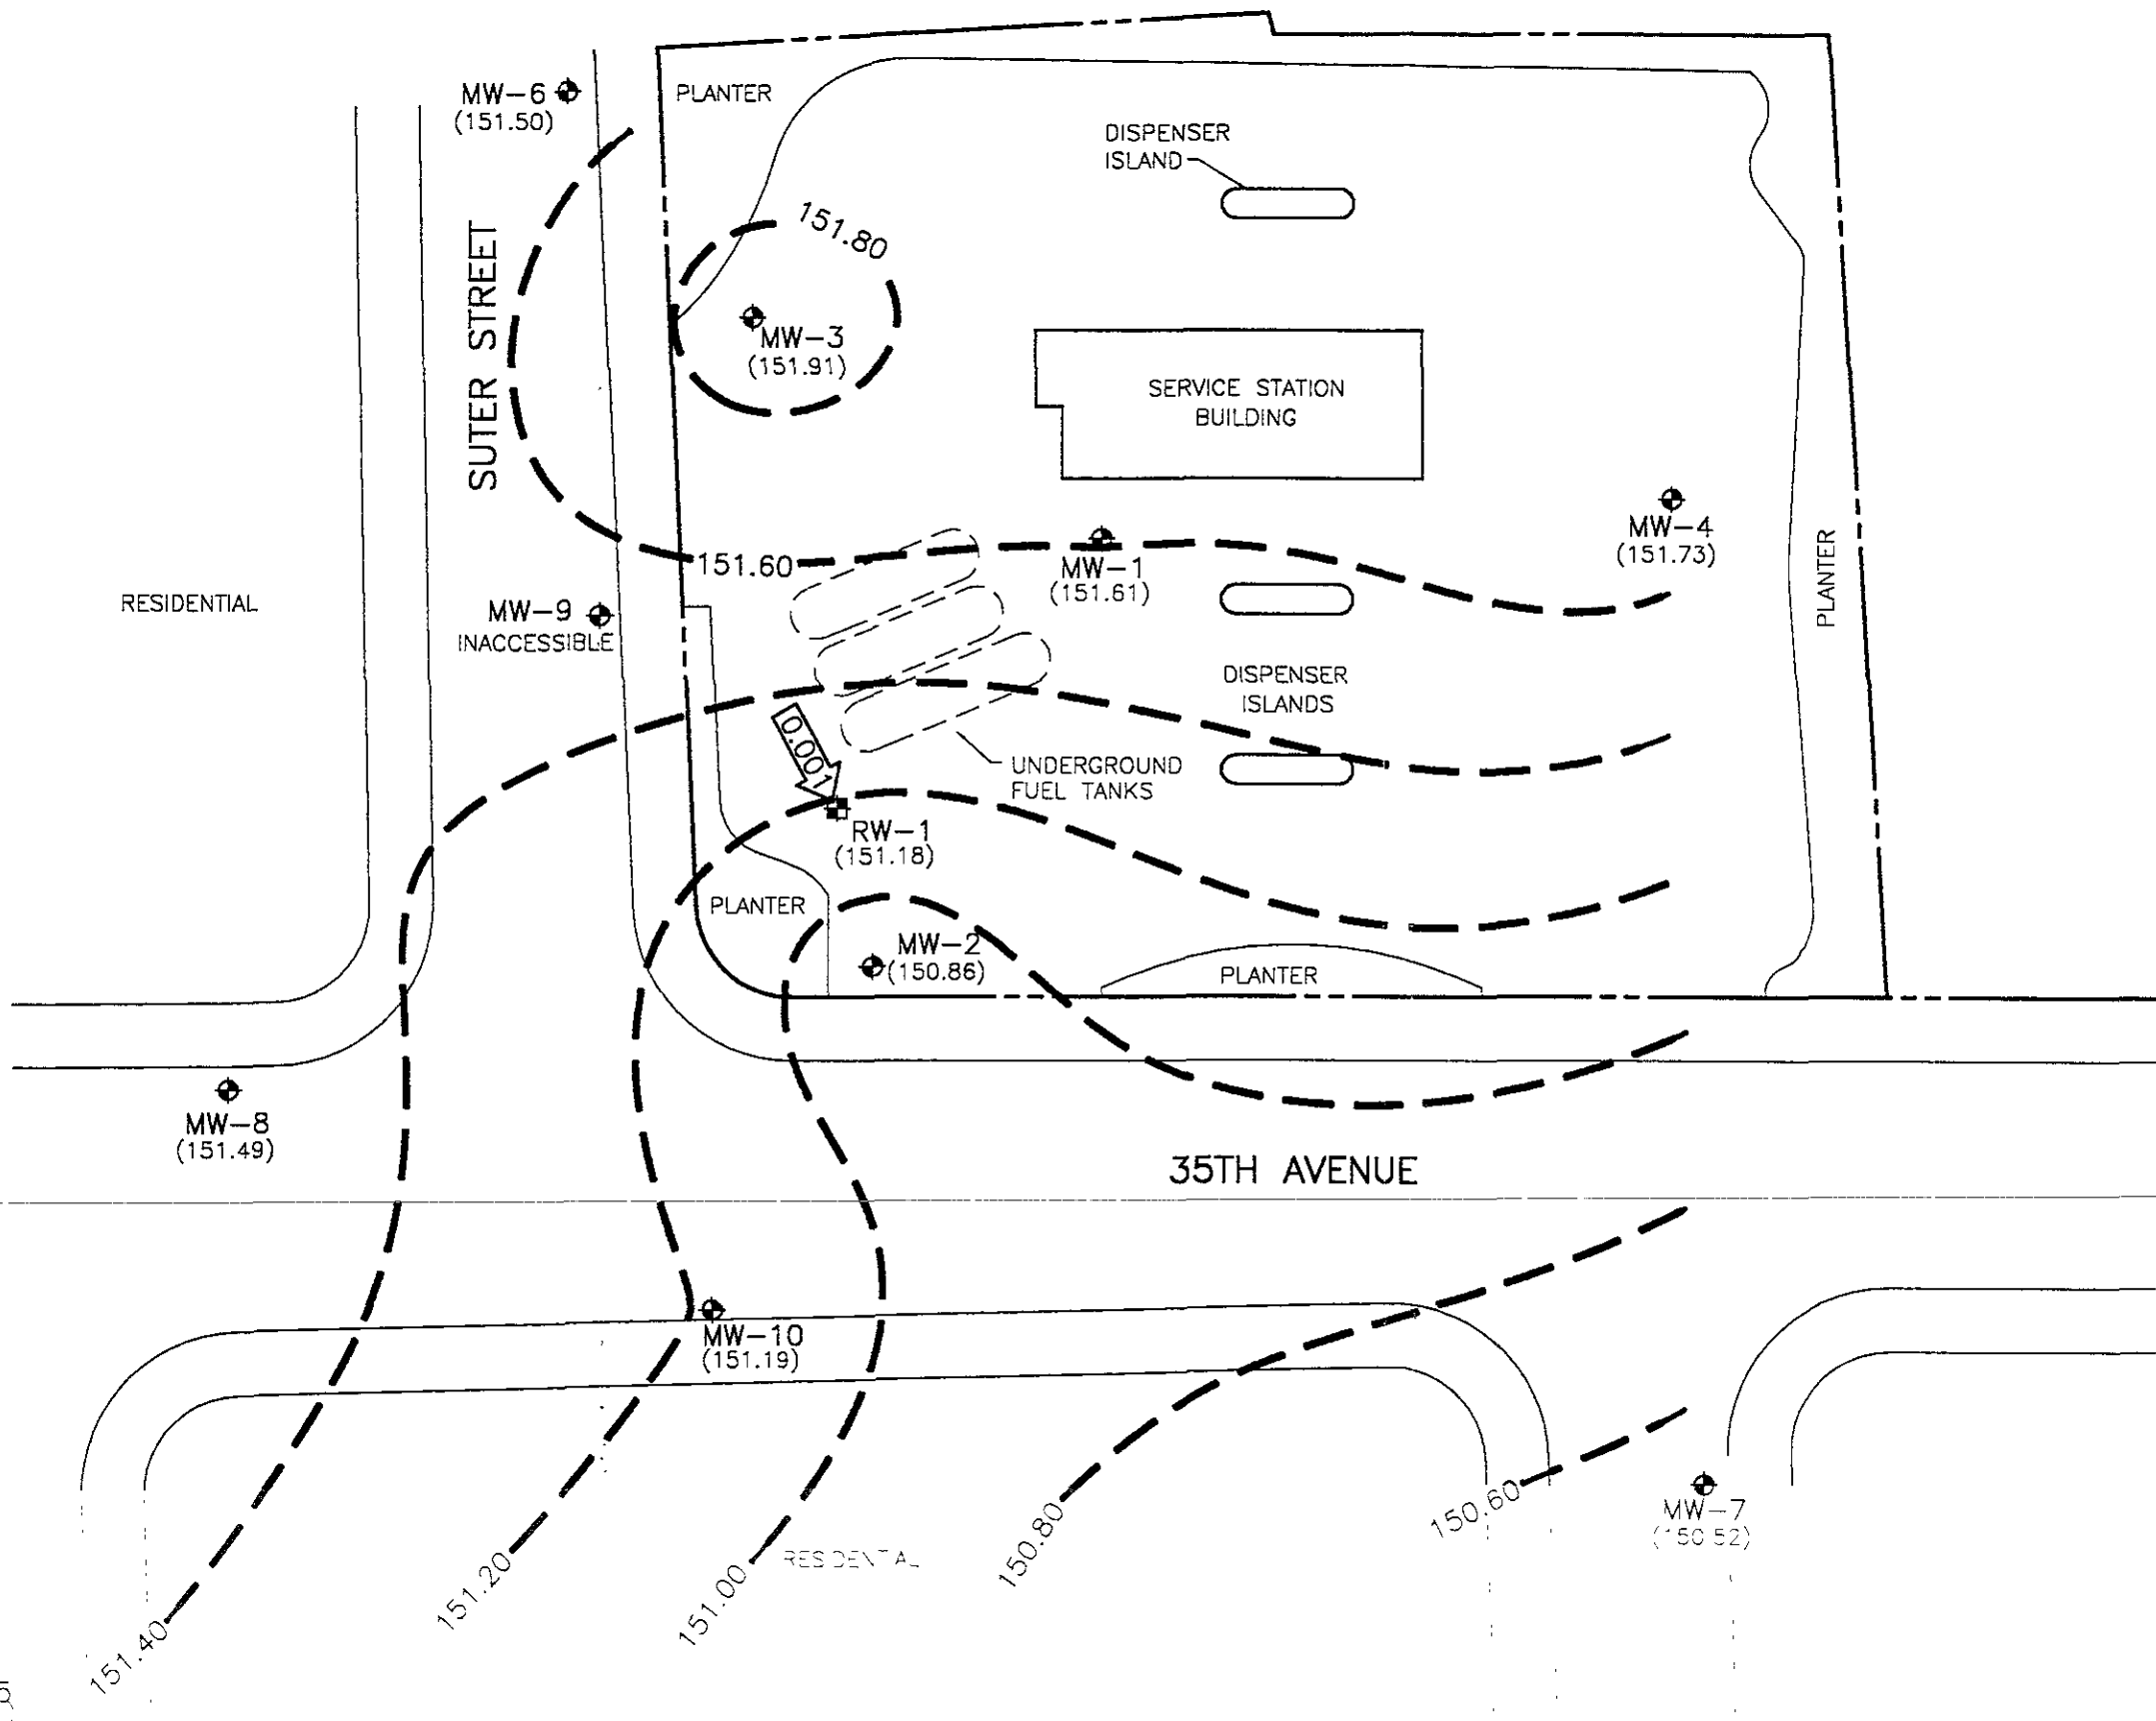 MW-6
(151.50)
PLANTER
DISPENSER
ISLAND
151.80
SUTER STREET
MW-3
(151.91)
SERVICE STATION
BUILDING
MW-4
(151.73)
PLANTER
151.60
MW-1
(151.61)
RESIDENTIAL
MW-9
INACCESSIBLE
DISPENSER
ISLANDS
0.001
UNDERGROUND
FUEL TANKS
RW-1
(151.18)
PLANTER
MW-2
(150.86)
PLANTER
MW-8
(151.49)
35TH AVENUE
MW-10
(151.19)
150.60
MW-7
(150.52)
150.80
151.20
151.00
RESIDENTIAL
151.40